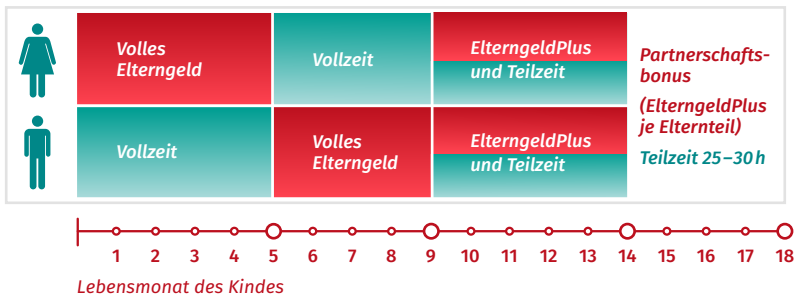 Volles
Elterngeld
Vollzeit
ElterngeldPlus
und Teilzeit
Partnerschafts-
bonus
(ElterngeldPlus
je Elternteil)
Teilzeit 25–30 h
Vollzeit
Volles
Elterngeld
ElterngeldPlus
und Teilzeit
1 2 3 4 5 6 7 8 9 10 11 12 13 14 15 16 17 18
Lebensmonat des Kindes